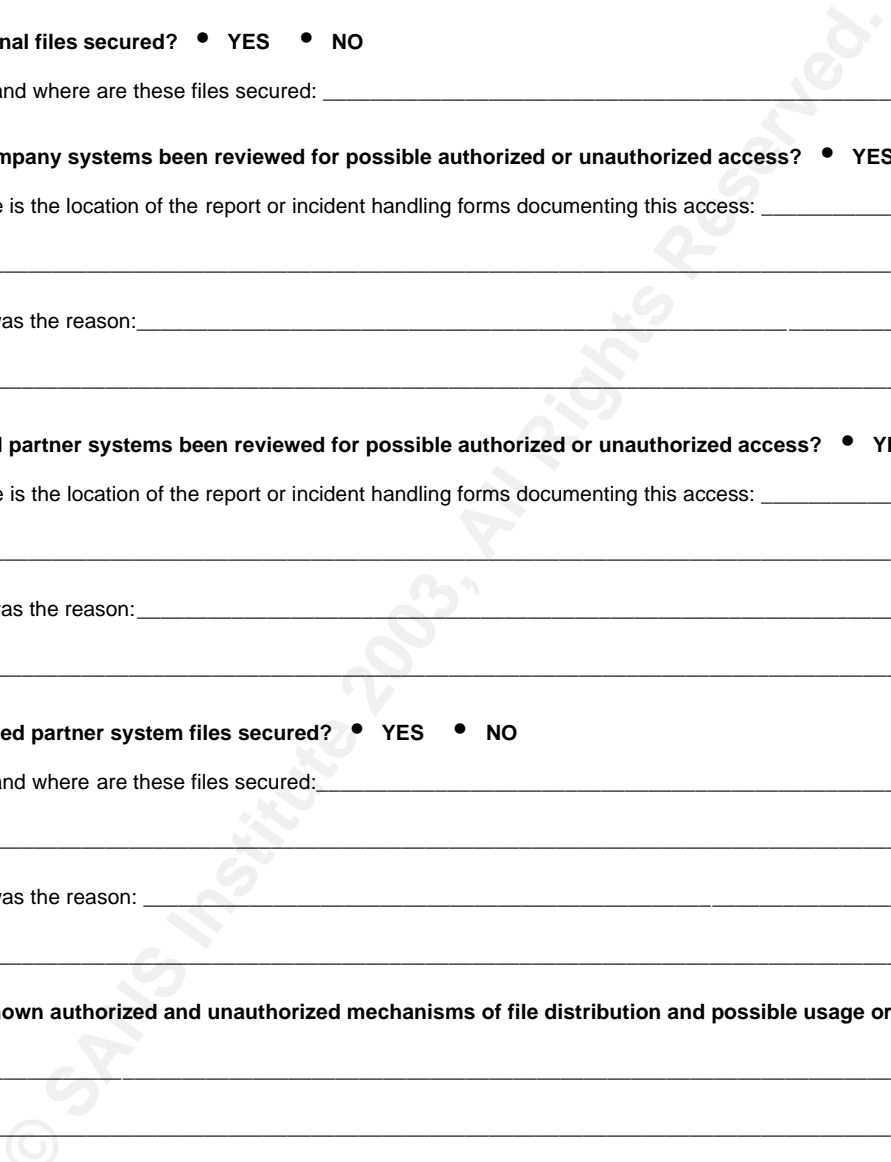 nal files secured? • YES • NO
and where are these files secured:
mpany systems been reviewed for possible authorized or unauthorized access? • YES
e is the location of the report or incident handling forms documenting this access:
was the reason:
d partner systems been reviewed for possible authorized or unauthorized access? •
e is the location of the report or incident handling forms documenting this access:
was the reason:
ed partner system files secured? • YES • NO
and where are these files secured:
was the reason:
nown authorized and unauthorized mechanisms of file distribution and possible usage or
© SANS Institute 2003, All Rights Reserved.